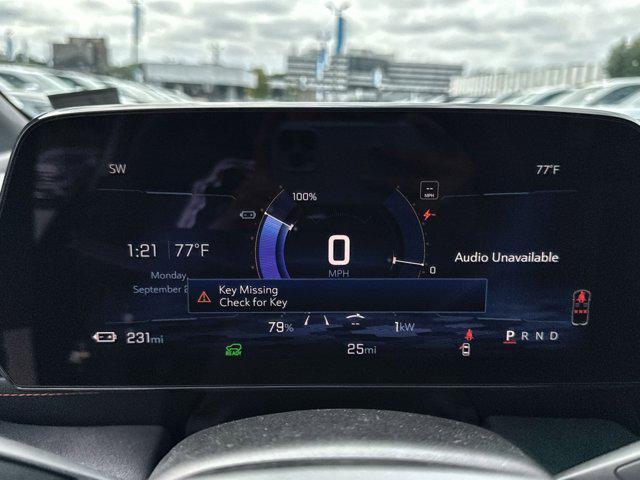 SW
77°F
100%
--
MPH
1:21 77°F
0
MPH
0
Audio Unavailable
Monday
September
Key Missing
Check for Key
79%
--
1kW
231mi
READY
25mi
P R N D